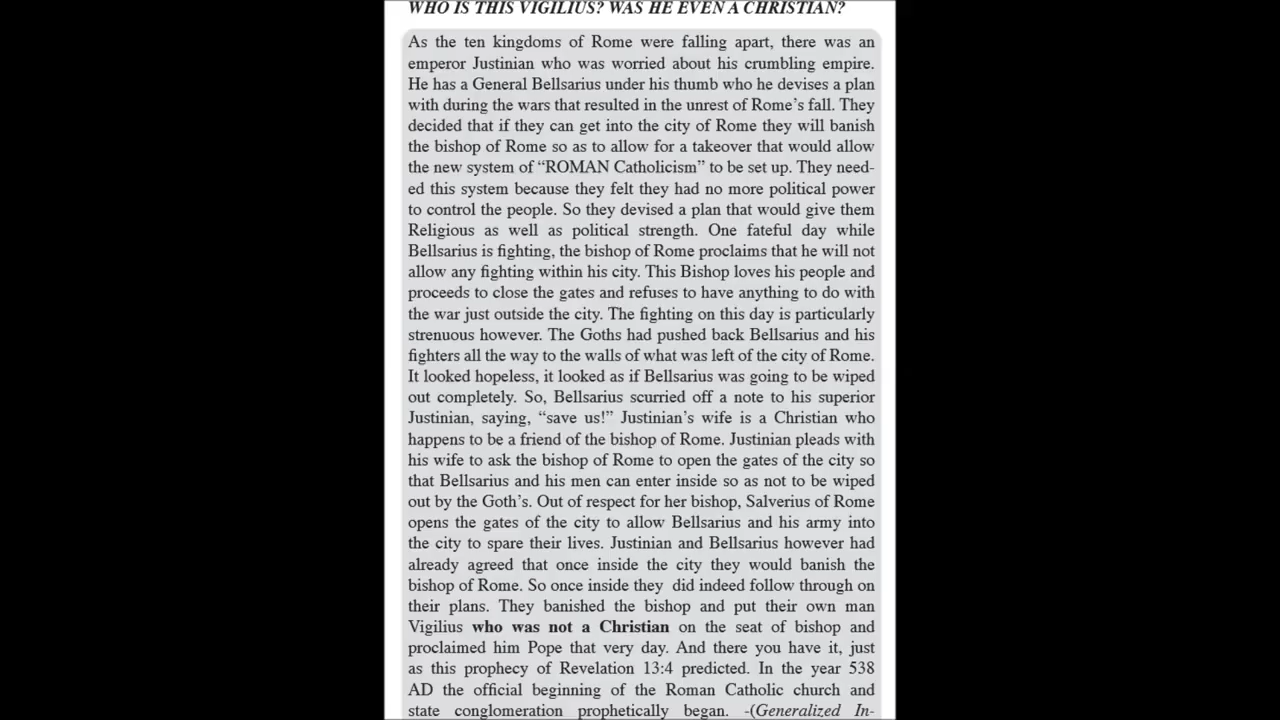 WHO IS THIS VIGILIUS? WAS HE EVEN A CHRISTIAN?
As the ten kingdoms of Rome were falling apart, there was an
emperor Justinian who was worried about his crumbling empire.
He has a General Bellsarius under his thumb who he devises a plan
with during the wars that resulted in the unrest of Rome's fall. They
decided that if they can get into the city of Rome they will banish
the bishop of Rome so as to allow for a takeover that would allow
the new system of “ROMAN Catholicism” to be set up. They need-
ed this system because they felt they had no more political power
to control the people. So they devised a plan that would give them
Religious as well as political strength. One fateful day while
Bellsarius is fighting, the bishop of Rome proclaims that he will not
allow any fighting within his city. This Bishop loves his people and
proceeds to close the gates and refuses to have anything to do with
the war just outside the city. The fighting on this day is particularly
strenuous however. The Goths had pushed back Bellsarius and his
fighters all the way to the walls of what was left of the city of Rome.
It looked hopeless, it looked as if Bellsarius was going to be wiped
out completely. So, Bellsarius scurried off a note to his superior
Justinian, saying, “save us!” Justinian's wife is a Christian who
happens to be a friend of the bishop of Rome. Justinian pleads with
his wife to ask the bishop of Rome to open the gates of the city so
that Bellsarius and his men can enter inside so as not to be wiped
out by the Goth's. Out of respect for her bishop, Salverius of Rome
opens the gates of the city to allow Bellsarius and his army into
the city to spare their lives. Justinian and Bellsarius however had
already agreed that once inside the city they would banish the
bishop of Rome. So once inside they did indeed follow through on
their plans. They banished the bishop and put their own man
Vigilius who was not a Christian on the seat of bishop and
proclaimed him Pope that very day. And there you have it, just
as this prophecy of Revelation 13:4 predicted. In the year 538
AD the official beginning of the Roman Catholic church and
state conglomeration prophetically began. -(Generalized In-